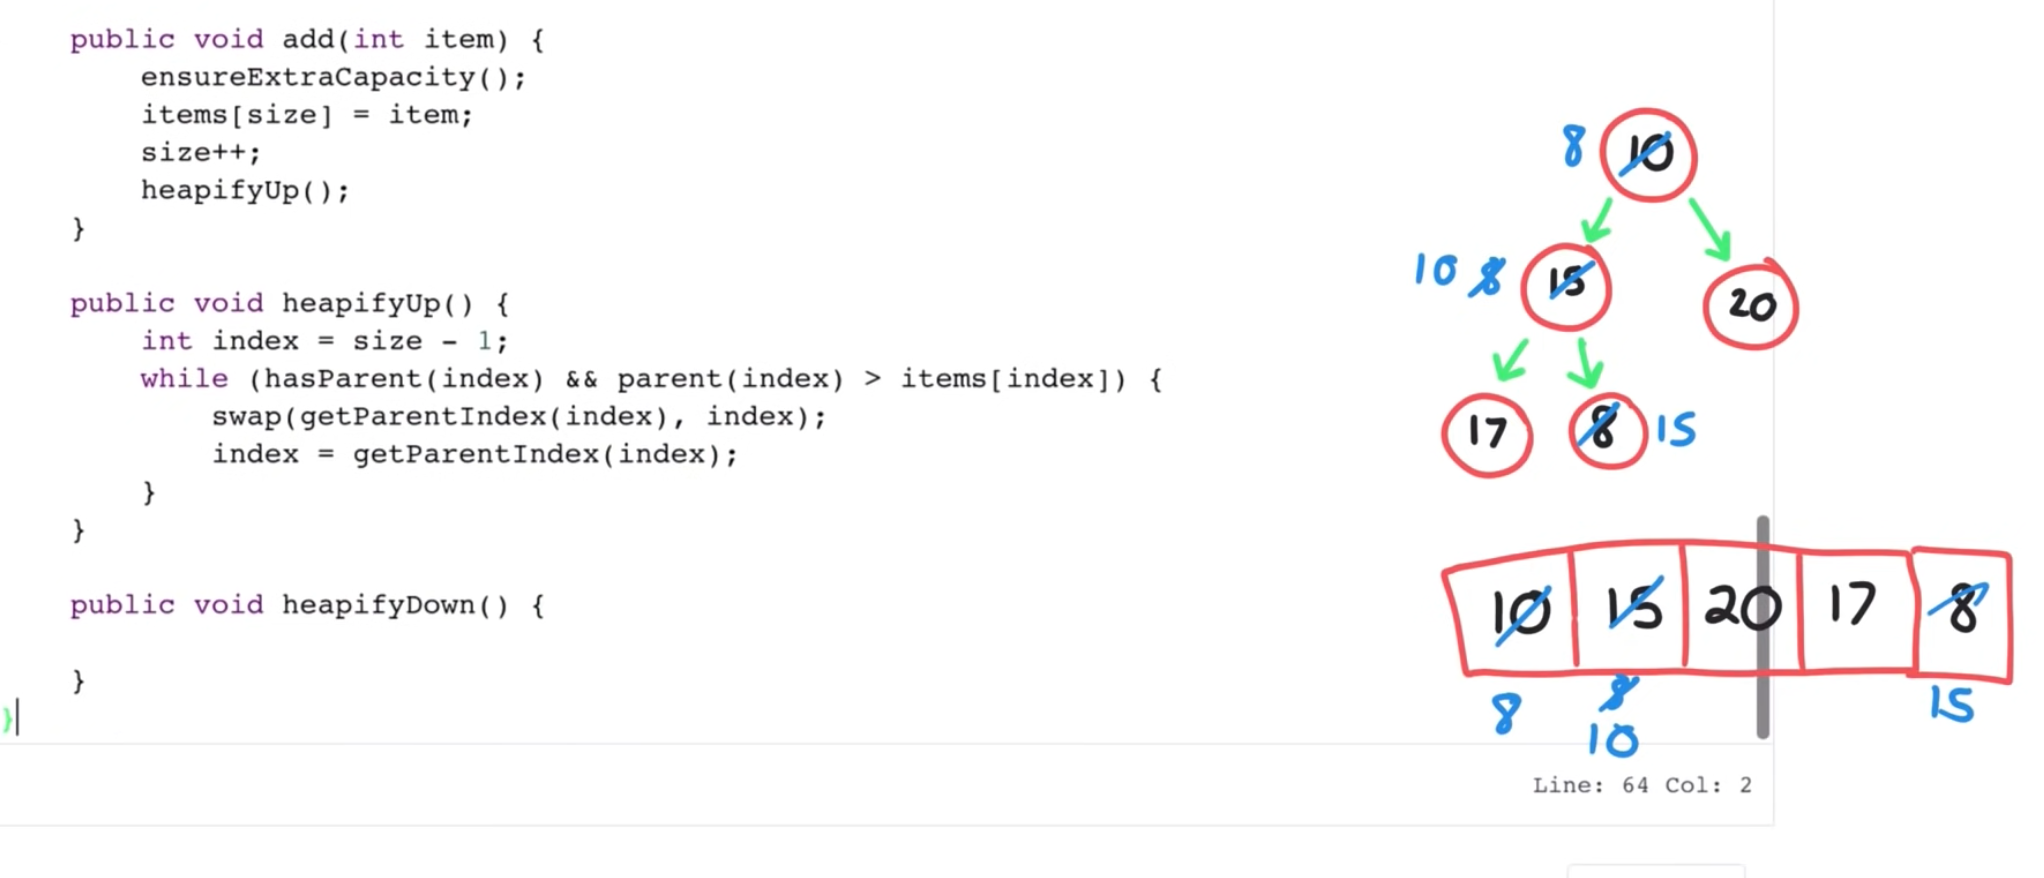 public void add(int item) {
ensureExtraCapacity();
items[size] = item;
size++;
heapifyUp();
}
public void heapifyUp() {
int index = size - 1;
while (hasParent(index) && parent(index) > items[index]) {
swap(getParentIndex(index), index);
index = getParentIndex(index);
}
}
public void heapifyDown() {
}
}
8 10
10 8 15 20
17 8 15
10 15 20 17 8
8 8 15
10
Line: 64 Col: 2